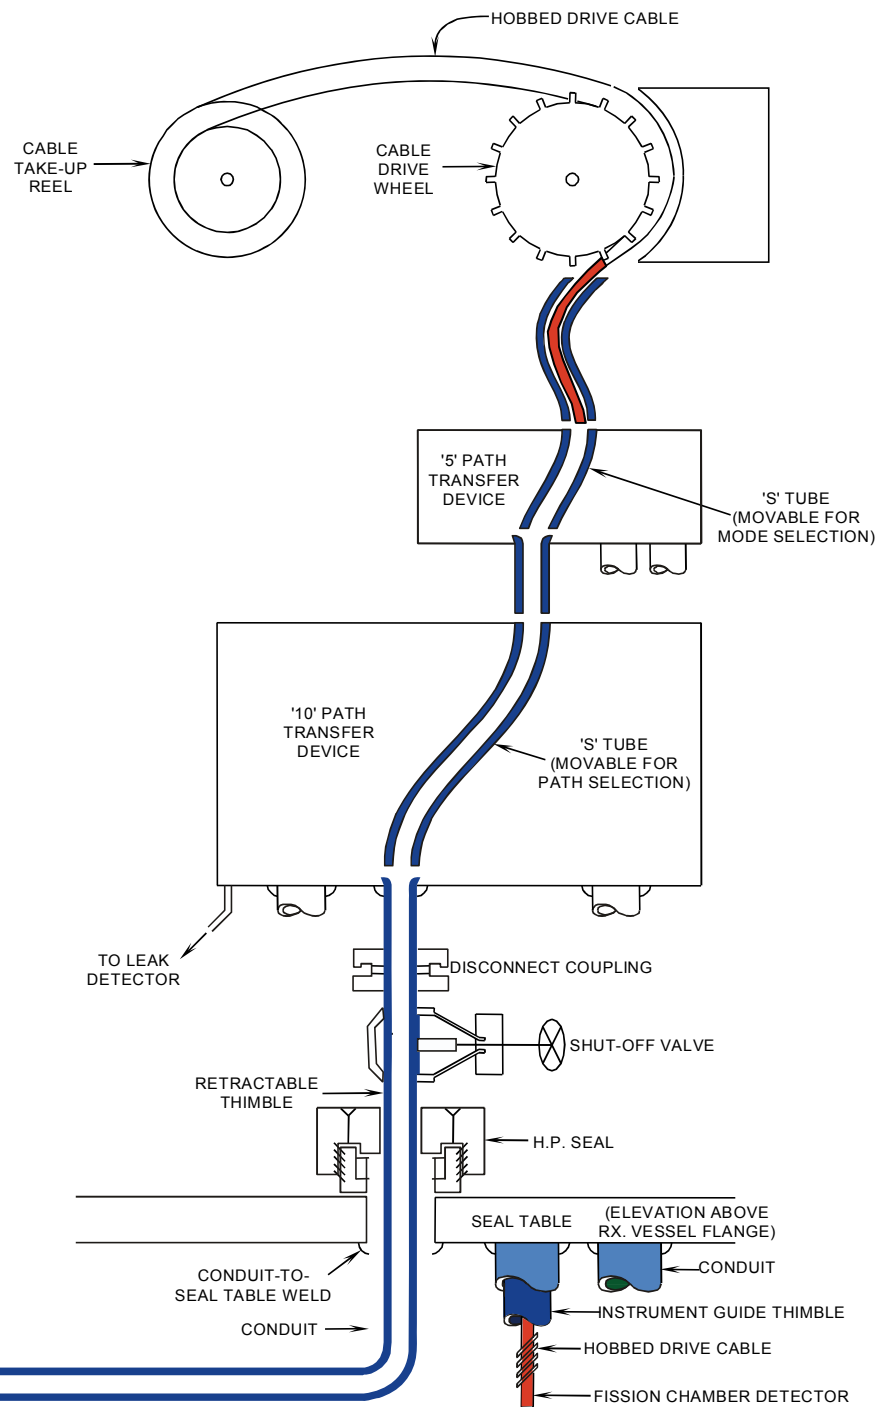 HOBBED DRIVE CABLE
CABLE
TAKE-UP
REEL
CABLE
DRIVE
WHEEL
'5' PATH
TRANSFER
DEVICE
'S' TUBE
(MOVABLE FOR
MODE SELECTION)
'10' PATH
TRANSFER
DEVICE
'S' TUBE
(MOVABLE FOR
PATH SELECTION)
TO LEAK
DETECTOR
DISCONNECT COUPLING
SHUT-OFF VALVE
RETRACTABLE
THIMBLE
H.P. SEAL
SEAL TABLE
(ELEVATION ABOVE
RX. VESSEL FLANGE)
CONDUIT-TO-
SEAL TABLE WELD
CONDUIT
CONDUIT
INSTRUMENT GUIDE THIMBLE
HOBBED DRIVE CABLE
FISSION CHAMBER DETECTOR